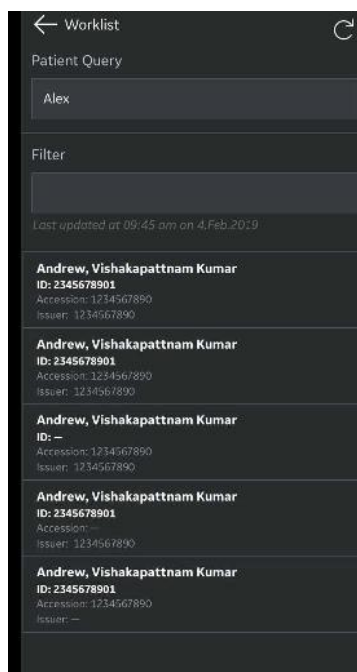 Worklist
Patient Query
Alex
Filter
Last updated at 09:45 am on 4.Feb.2019
Andrew, Vishakapattnam Kumar
ID: 2345678901
Accession: 1234567890
Issuer: 1234567890
Andrew, Vishakapattnam Kumar
ID: 2345678901
Accession: 1234567890
Issuer: 1234567890
Andrew, Vishakapattnam Kumar
ID: —
Accession: 1234567890
Issuer: 1234567890
Andrew, Vishakapattnam Kumar
ID: 2345678901
Accession: —
Issuer: 1234567890
Andrew, Vishakapattnam Kumar
ID: 2345678901
Accession: 1234567890
Issuer: —